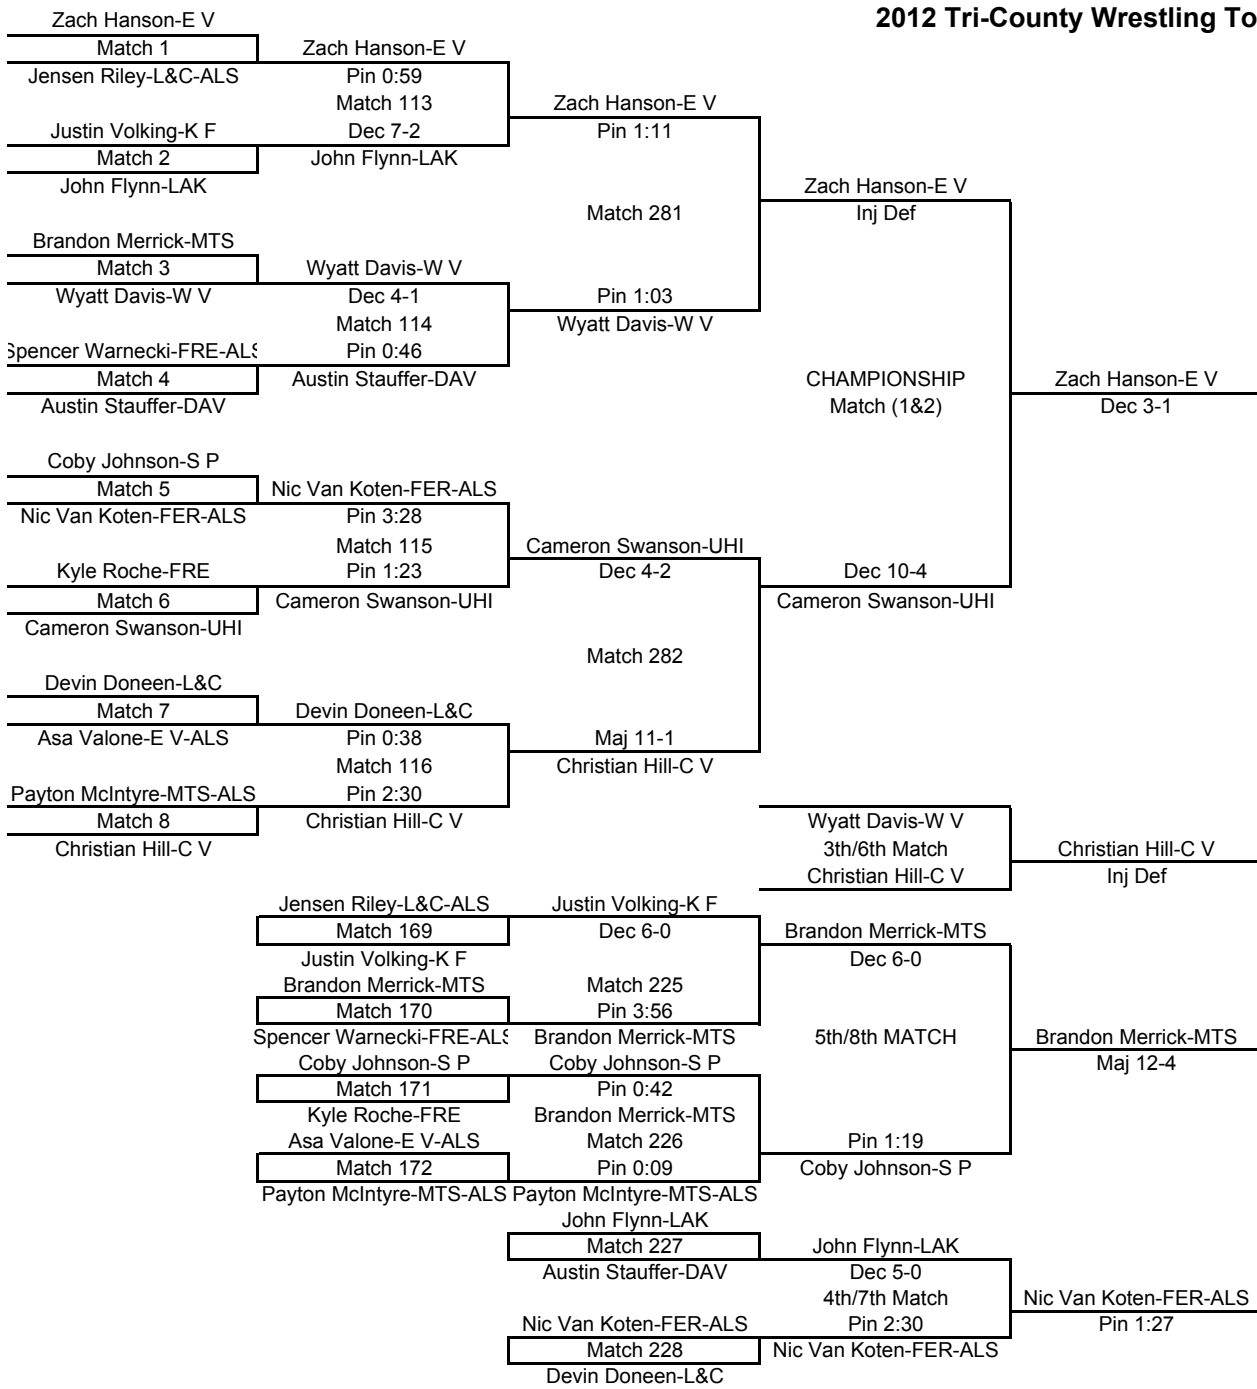 2012 Tri-County Wrestling To
Zach Hanson-E V
Match 1
Zach Hanson-E V
Jensen Riley-L&C-ALS
Pin 0:59
Match 113
Zach Hanson-E V
Justin Volking-K F
Dec 7-2
Pin 1:11
Match 2
John Flynn-LAK
John Flynn-LAK
Zach Hanson-E V
Match 281
Inj Def
Brandon Merrick-MTS
Match 3
Wyatt Davis-W V
Wyatt Davis-W V
Dec 4-1
Pin 1:03
Match 114
Wyatt Davis-W V
Spencer Warnecki-FRE-ALS
Pin 0:46
Match 4
Austin Stauffer-DAV
CHAMPIONSHIP
Zach Hanson-E V
Austin Stauffer-DAV
Match (1&2)
Dec 3-1
Coby Johnson-S P
Match 5
Nic Van Koten-FER-ALS
Nic Van Koten-FER-ALS
Pin 3:28
Match 115
Cameron Swanson-UHI
Kyle Roche-FRE
Pin 1:23
Dec 4-2
Dec 10-4
Match 6
Cameron Swanson-UHI
Cameron Swanson-UHI
Cameron Swanson-UHI
Match 282
Devin Doneen-L&C
Match 7
Devin Doneen-L&C
Asa Valone-E V-ALS
Pin 0:38
Maj 11-1
Match 116
Christian Hill-C V
Payton McIntyre-MTS-ALS
Pin 2:30
Match 8
Christian Hill-C V
Wyatt Davis-W V
Christian Hill-C V
3th/6th Match
Christian Hill-C V
Christian Hill-C V
Inj Def
Jensen Riley-L&C-ALS
Justin Volking-K F
Match 169
Dec 6-0
Brandon Merrick-MTS
Justin Volking-K F
Dec 6-0
Brandon Merrick-MTS
Match 225
Match 170
Pin 3:56
Spencer Warnecki-FRE-ALS
Brandon Merrick-MTS
5th/8th MATCH
Brandon Merrick-MTS
Coby Johnson-S P
Coby Johnson-S P
Maj 12-4
Match 171
Pin 0:42
Kyle Roche-FRE
Brandon Merrick-MTS
Asa Valone-E V-ALS
Match 226
Pin 1:19
Match 172
Pin 0:09
Coby Johnson-S P
Payton McIntyre-MTS-ALS
Payton McIntyre-MTS-ALS
John Flynn-LAK
Match 227
John Flynn-LAK
Austin Stauffer-DAV
Dec 5-0
4th/7th Match
Nic Van Koten-FER-ALS
Nic Van Koten-FER-ALS
Pin 2:30
Pin 1:27
Match 228
Nic Van Koten-FER-ALS
Devin Doneen-L&C